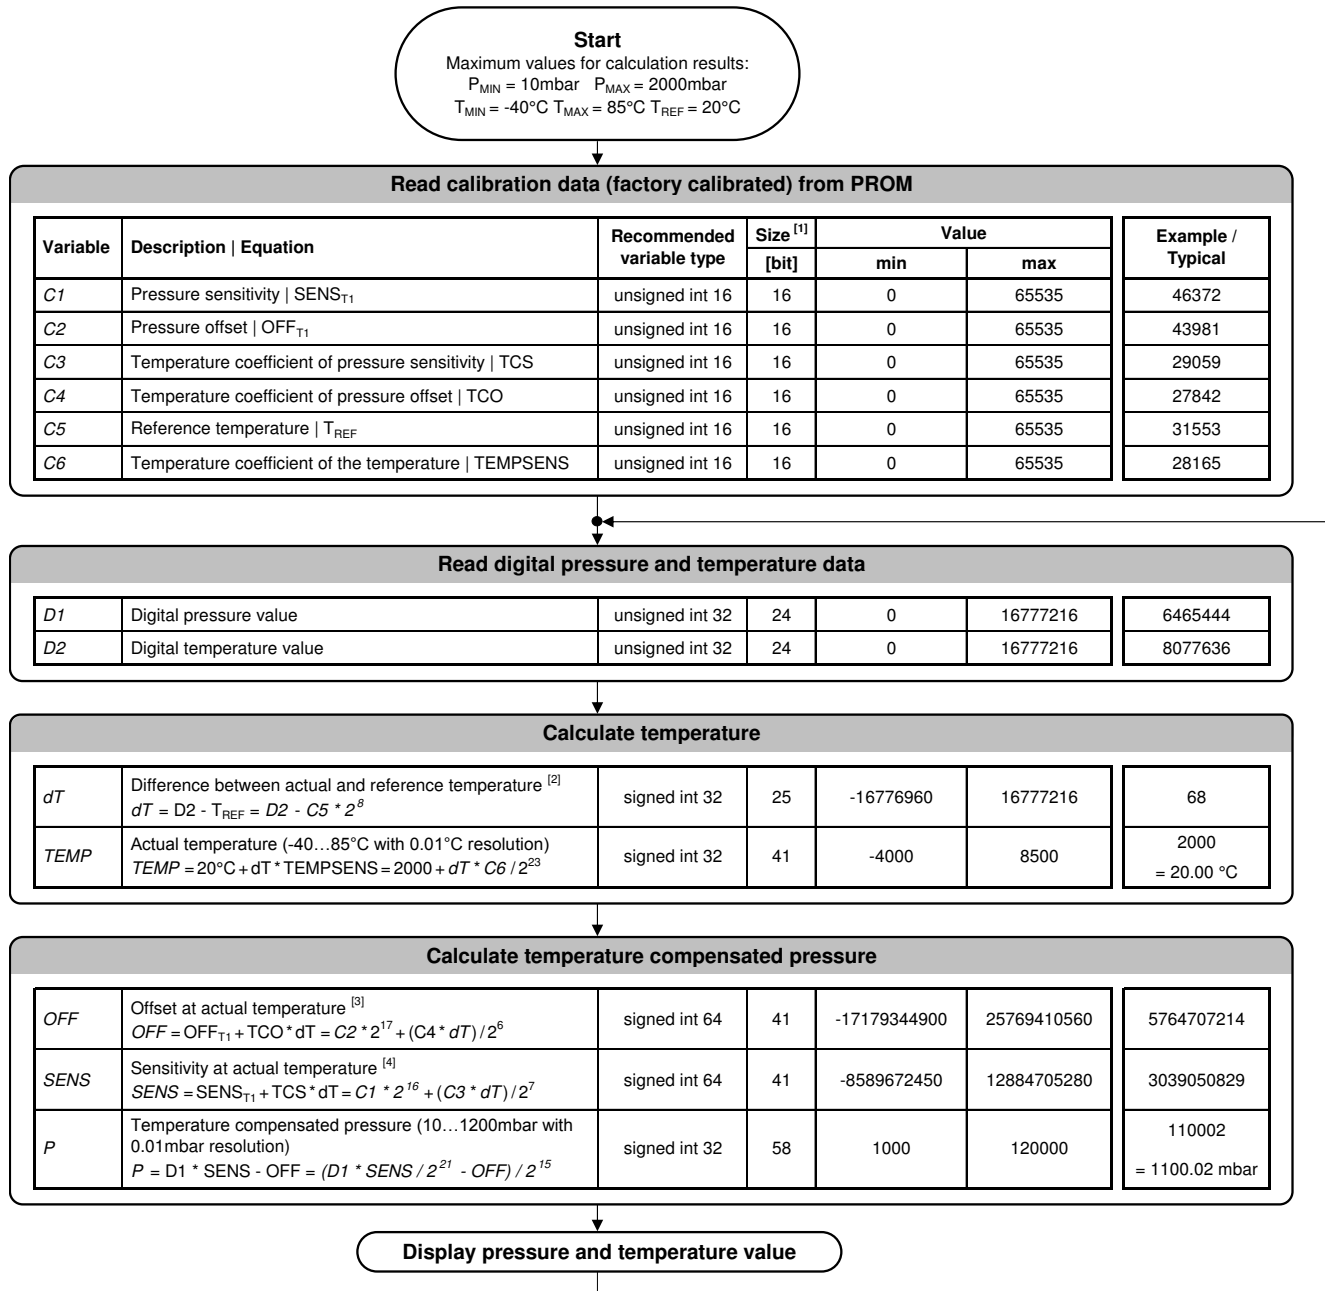 Start
Maximum values for calculation results:
PMIN = 10mbar PMAX = 2000mbar
TMIN = -40°C TMAX = 85°C TREF = 20°C
Read calibration data (factory calibrated) from PROM
Variable Description | Equation Recommended variable type Size [1] [bit] Value min max Example / Typical
C1 Pressure sensitivity | SENST1 unsigned int 16 16 0 65535 46372
C2 Pressure offset | OFFT1 unsigned int 16 16 0 65535 43981
C3 Temperature coefficient of pressure sensitivity | TCS unsigned int 16 16 0 65535 29059
C4 Temperature coefficient of pressure offset | TCO unsigned int 16 16 0 65535 27842
C5 Reference temperature | TREF unsigned int 16 16 0 65535 31553
C6 Temperature coefficient of the temperature | TEMPSENS unsigned int 16 16 0 65535 28165
Read digital pressure and temperature data
D1 Digital pressure value unsigned int 32 24 0 16777216 6465444
D2 Digital temperature value unsigned int 32 24 0 16777216 8077636
Calculate temperature
Difference between actual and reference temperature [2]
dT dT = D2 - TREF = D2 - C5 * 2^8 signed int 32 25 -16776960 16777216 68
Actual temperature (-40…85°C with 0.01°C resolution)
TEMP TEMP = 20°C + dT * TEMPSENS = 2000 + dT * C6 / 2^23 signed int 32 41 -4000 8500 2000
= 20.00 °C
Calculate temperature compensated pressure
Offset at actual temperature [3]
OFF OFF = OFFT1 + TCO * dT = C2 * 2^17 + (C4 * dT) / 2^6 signed int 64 41 -17179344900 25769410560 5764707214
Sensitivity at actual temperature [4]
SENS SENS = SENST1 + TCS * dT = C1 * 2^16 + (C3 * dT) / 2^7 signed int 64 41 -8589672450 12884705280 3039050829
Temperature compensated pressure (10…1200mbar with
0.01mbar resolution)
P P = D1 * SENS - OFF = (D1 * SENS / 2^21 - OFF) / 2^15 signed int 32 58 1000 120000 110002
= 1100.02 mbar
Display pressure and temperature value